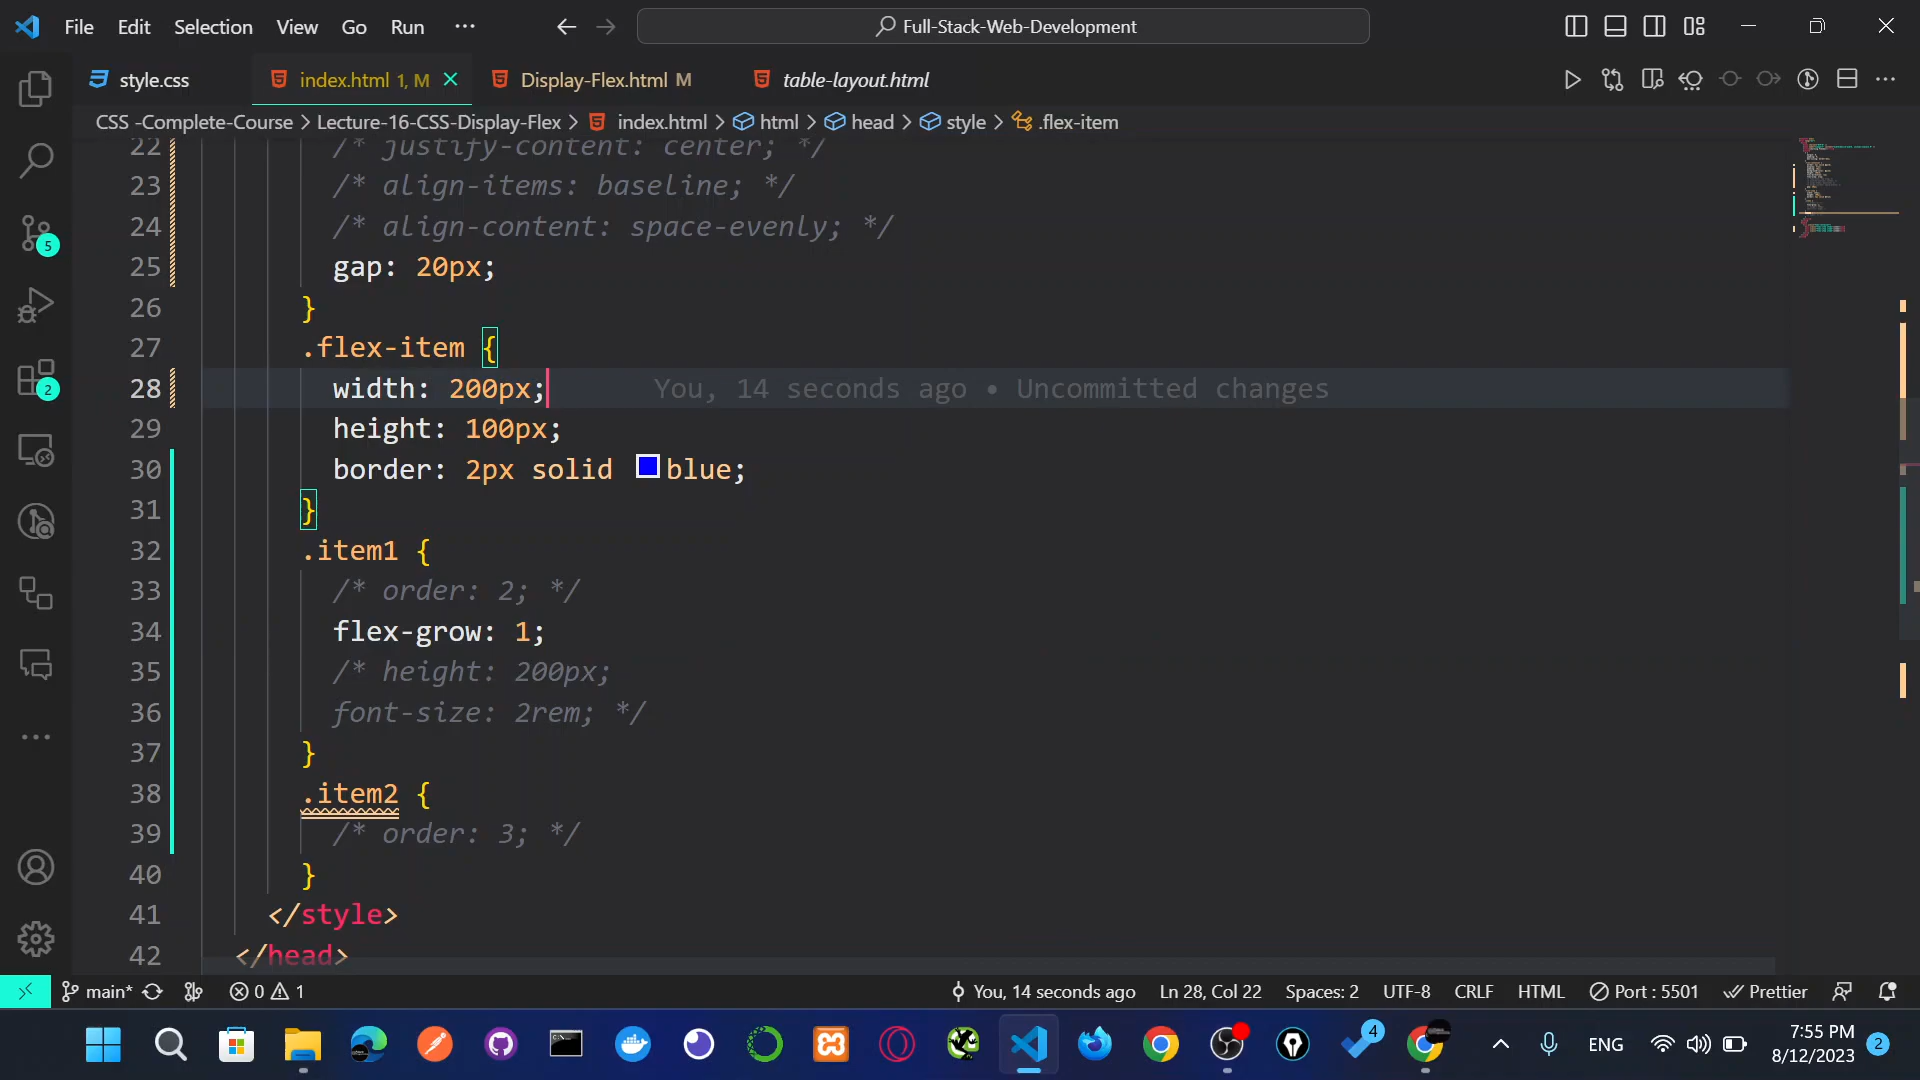 File Edit Selection View Go Run ···
Full-Stack-Web-Development
style.css
index.html 1, M
Display-Flex.html M
table-layout.html
CSS -Complete-Course > Lecture-16-CSS-Display-Flex > index.html > html > head > style > .flex-item
22 /* justify-content: center; */
23 /* align-items: baseline; */
24 /* align-content: space-evenly; */
25 gap: 20px;
26 }
27 .flex-item {
28 width: 200px; You, 14 seconds ago • Uncommitted changes
29 height: 100px;
30 border: 2px solid blue;
31 }
32 .item1 {
33 /* order: 2; */
34 flex-grow: 1;
35 /* height: 200px;
36 font-size: 2rem; */
37 }
38 .item2 {
39 /* order: 3; */
40 }
41 </style>
42 </head>
5
2
main* 0 1 You, 14 seconds ago Ln 28, Col 22 Spaces: 2 UTF-8 CRLF HTML Port : 5501 Prettier
4
ENG
7:55 PM
8/12/2023
2